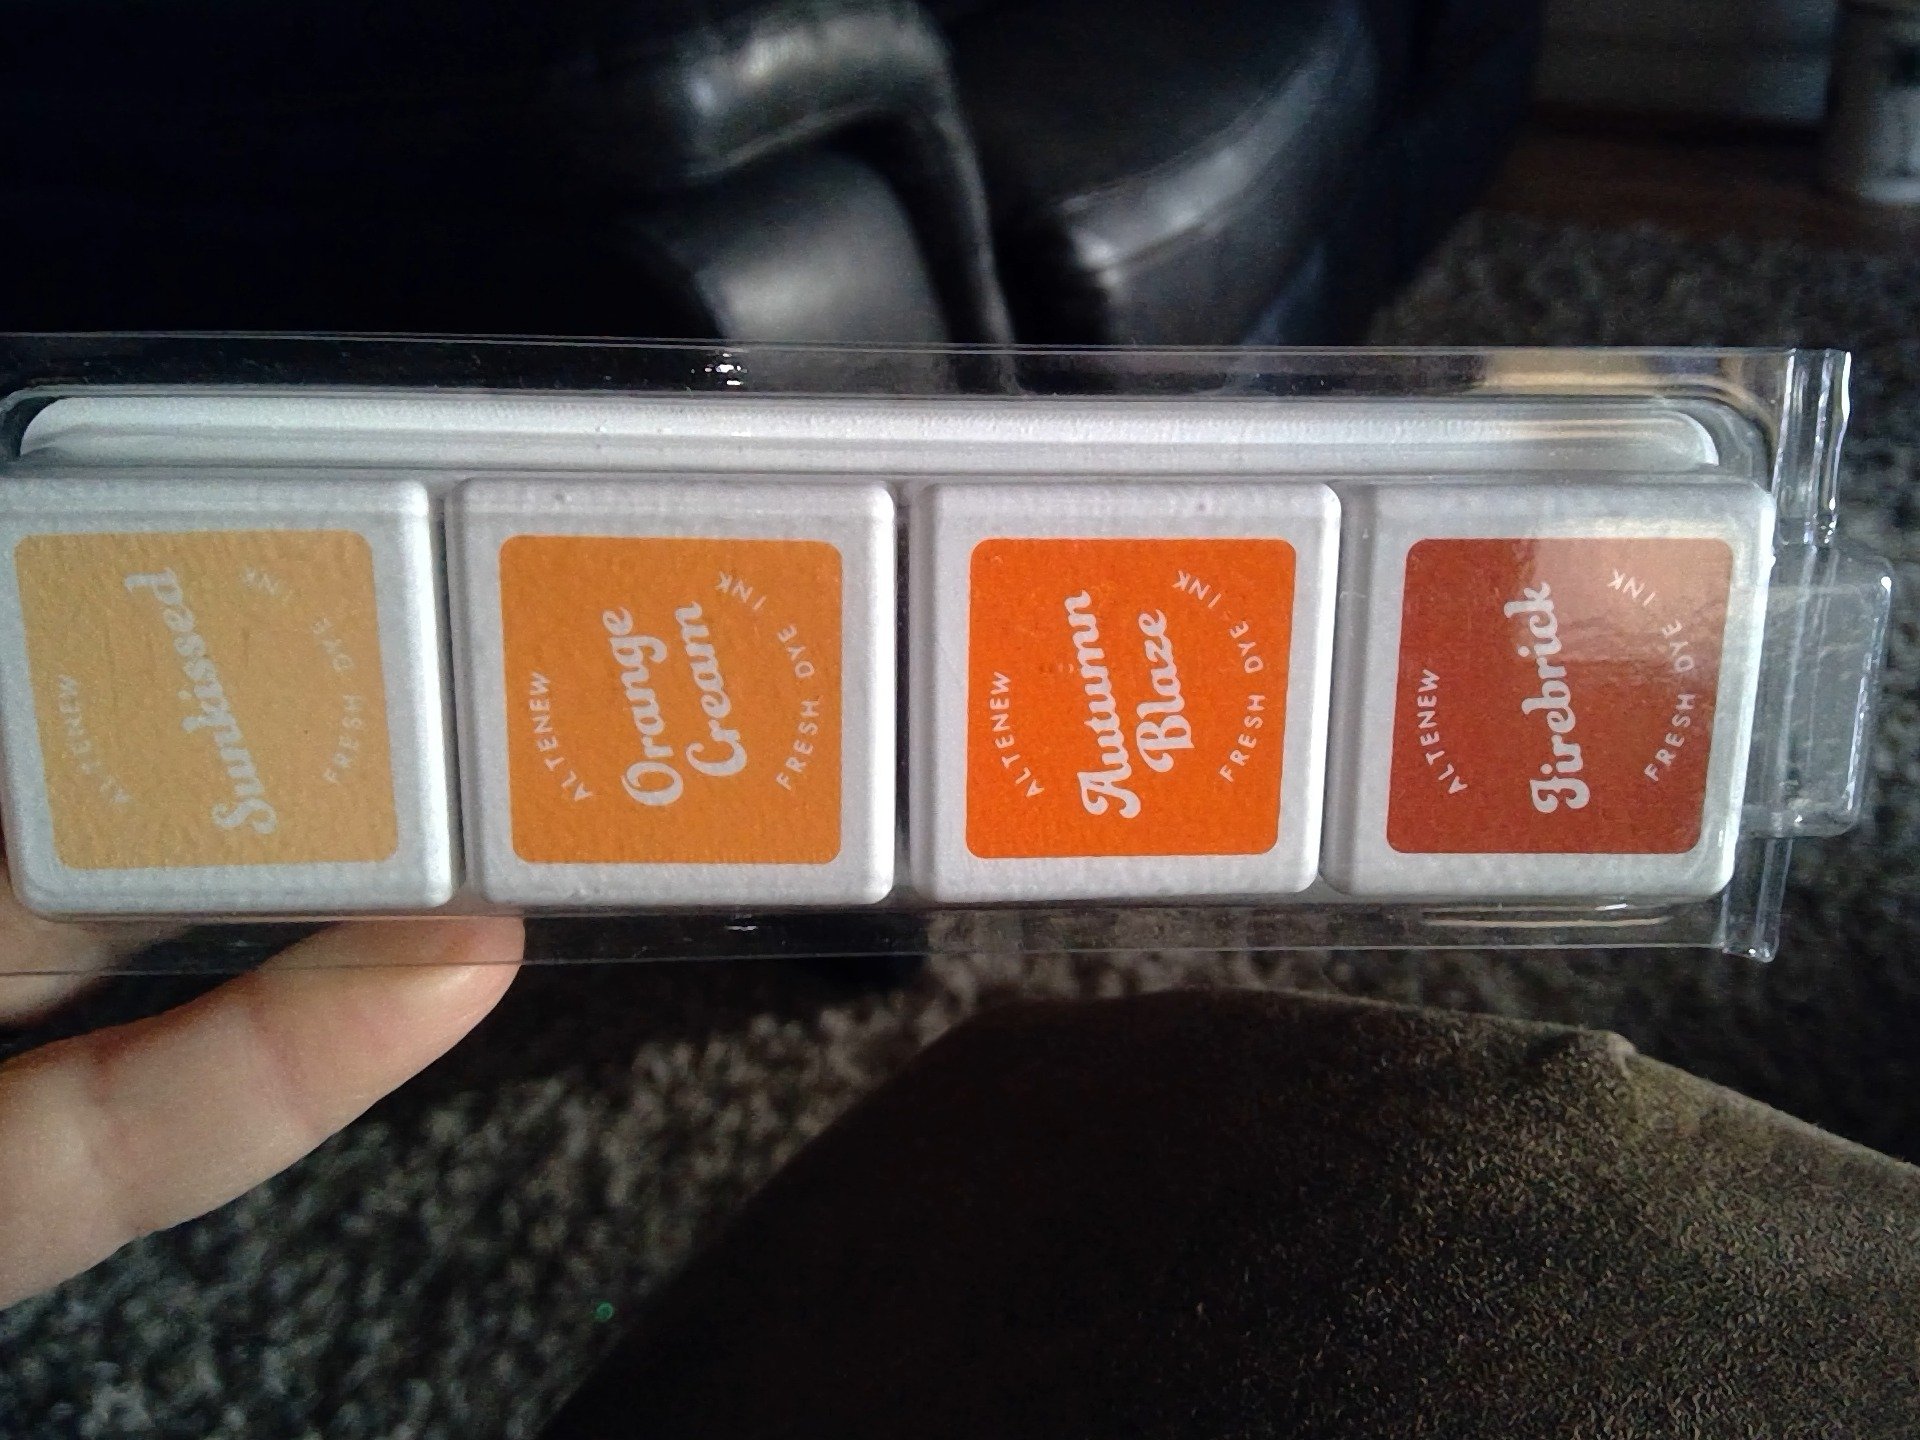 ALTENEW
Sunkissed
FRESH DYE INK
ALTENEW
Orange
Cream
FRESH DYE INK
ALTENEW
Autumn
Blaze
FRESH DYE INK
ALTENEW
Firebrick
FRESH DYE INK